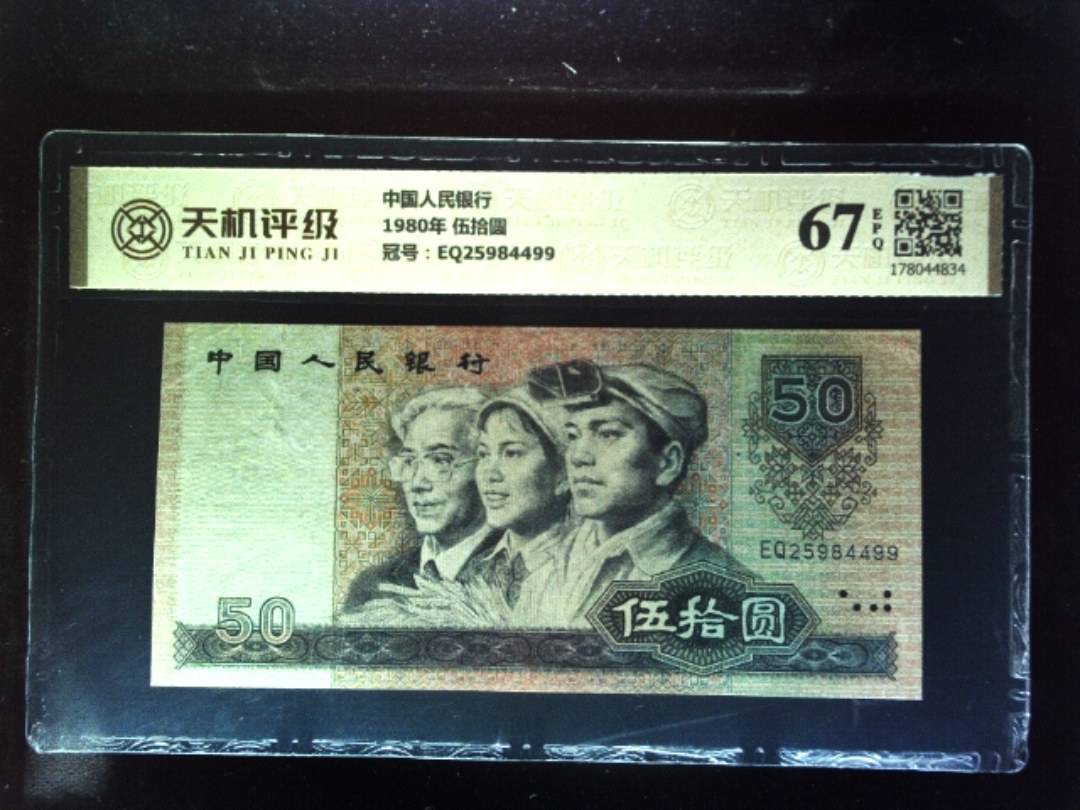 天机评级
TIAN JI PING JI
中国人民银行
1980年 伍拾圆
冠号：EQ25984499
67
EPQ
178044834
中国人民银行
50
EQ25984499
50
伍拾圆